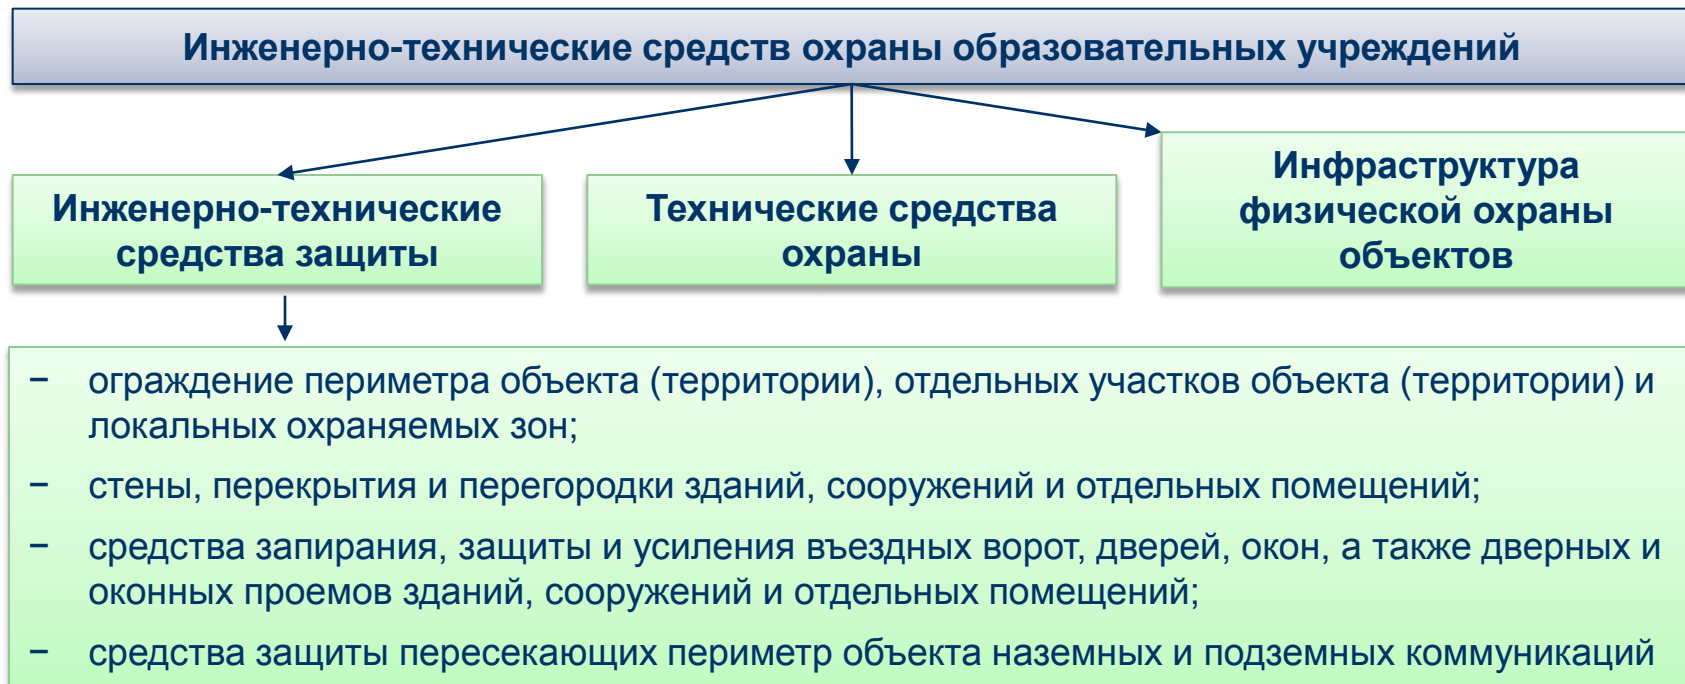 Инженерно-технические средств охраны образовательных учреждений
Инженерно-технические
средства защиты
Технические средства
охраны
Инфраструктура
физической охраны
объектов
− ограждение периметра объекта (территории), отдельных участков объекта (территории) и
локальных охраняемых зон;
− стены, перекрытия и перегородки зданий, сооружений и отдельных помещений;
− средства запирания, защиты и усиления въездных ворот, дверей, окон, а также дверных и
оконных проемов зданий, сооружений и отдельных помещений;
− средства защиты пересекающих периметр объекта наземных и подземных коммуникаций